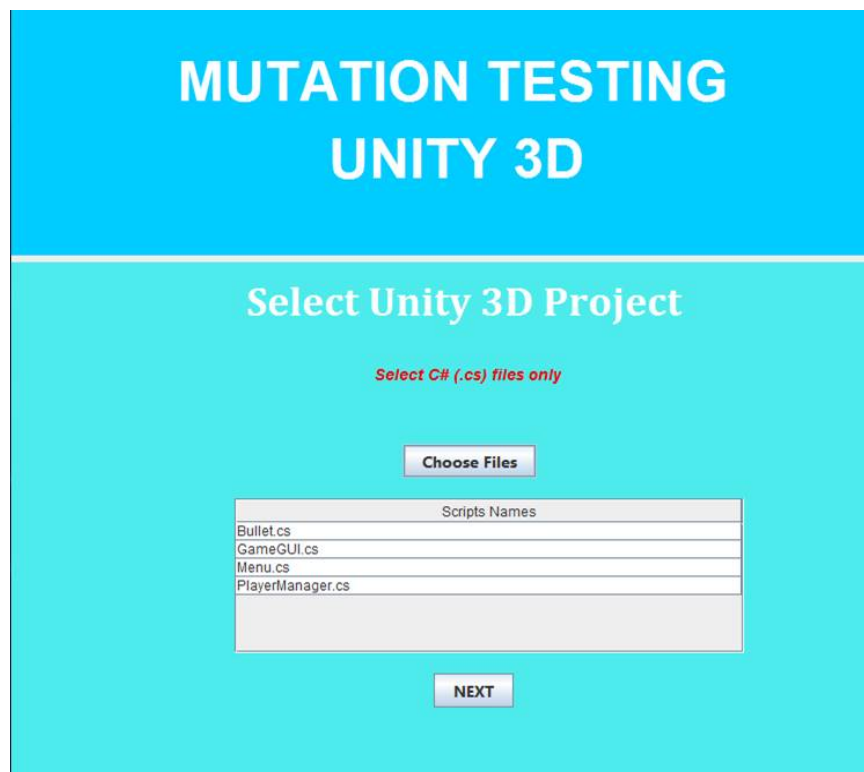 MUTATION TESTING
UNITY 3D
Select Unity 3D Project
Select C# (.cs) files only
Choose Files
Scripts Names
Bullet.cs
GameGUI.cs
Menu.cs
PlayerManager.cs
NEXT